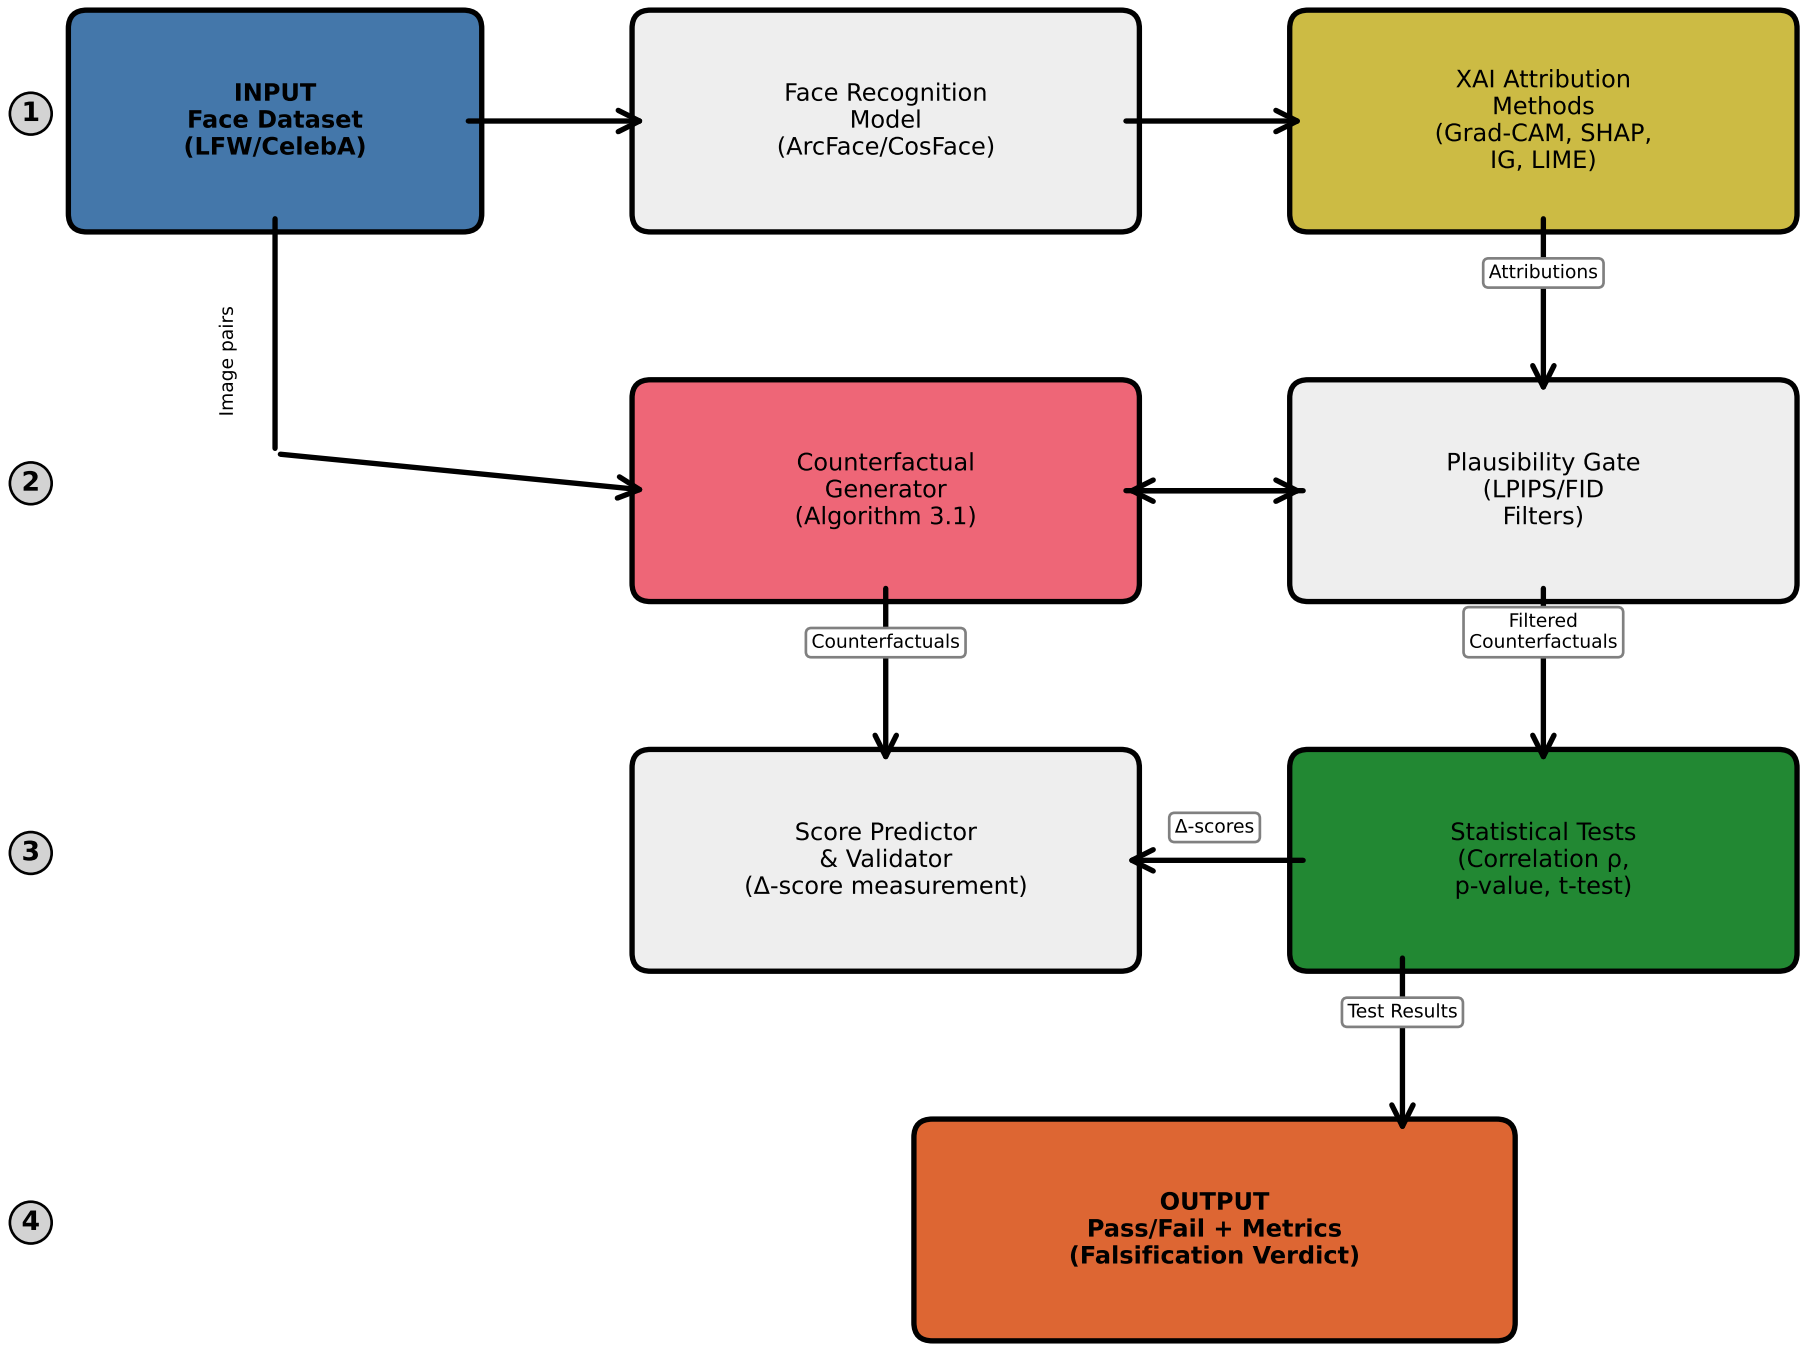 1
INPUT
Face Dataset
(LFW/CelebA)
Face Recognition
Model
(ArcFace/CosFace)
XAI Attribution
Methods
(Grad-CAM, SHAP,
IG, LIME)
Attributions
Image pairs
2
Counterfactual
Generator
(Algorithm 3.1)
Plausibility Gate
(LPIPS/FID
Filters)
Counterfactuals
Filtered
Counterfactuals
3
Score Predictor
& Validator
(Δ-score measurement)
Δ-scores
Statistical Tests
(Correlation ρ,
p-value, t-test)
Test Results
4
OUTPUT
Pass/Fail + Metrics
(Falsification Verdict)